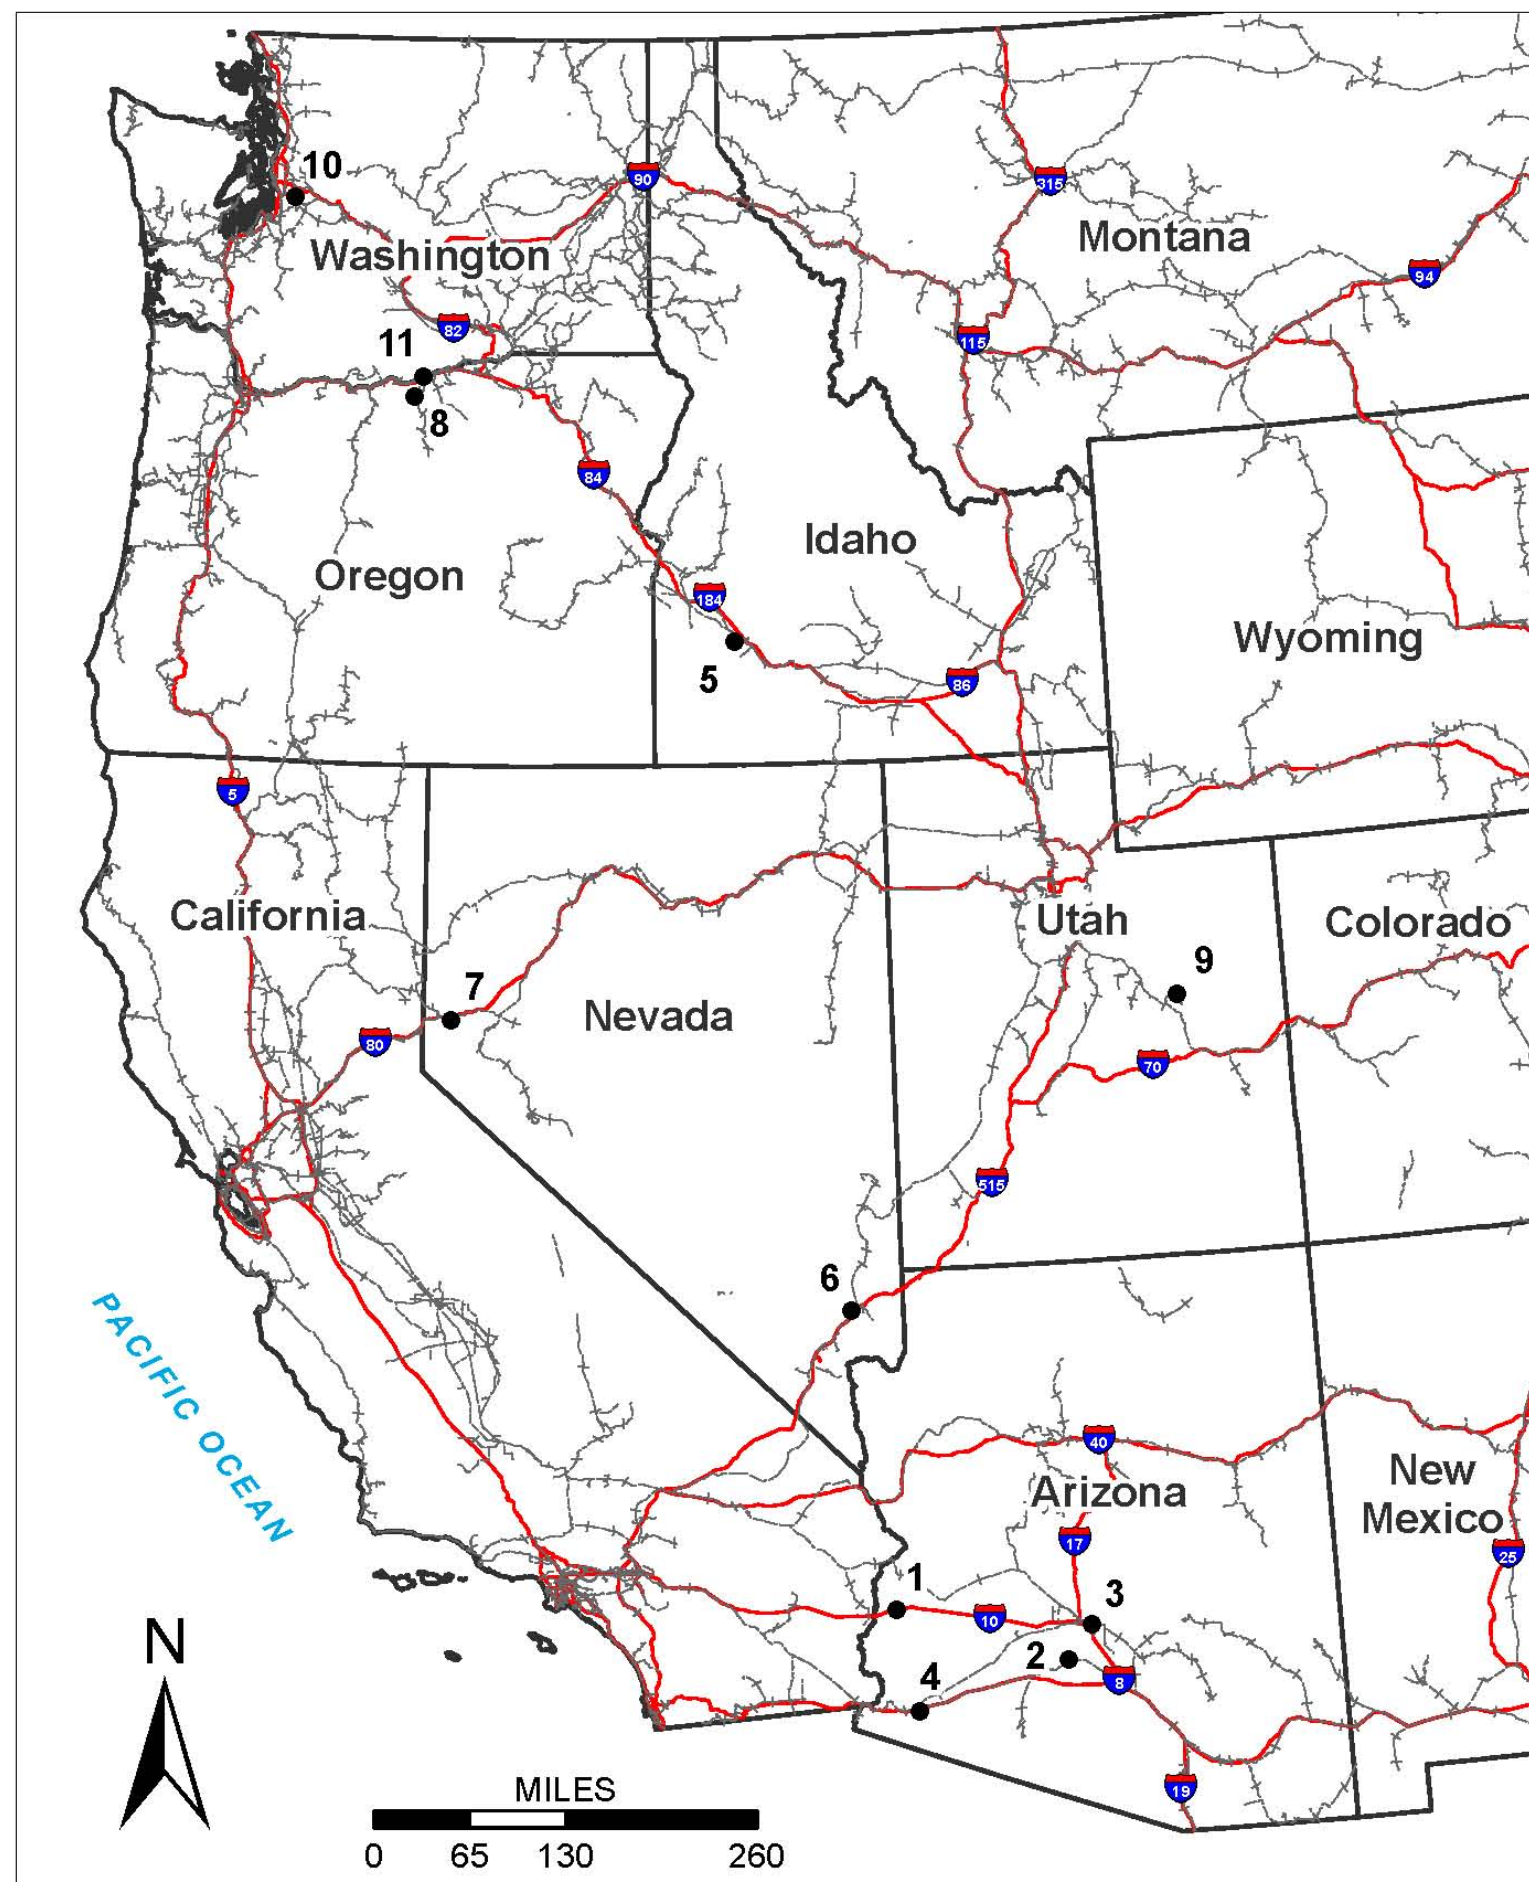 10
90
315
Washington
Montana
94
82
115
11
8
84
Idaho
Oregon
184
Wyoming
5
86
5
California
Utah
Colorado
9
7
Nevada
80
70
515
6
PACIFIC OCEAN
40
New
Mexico
Arizona
17
25
1
3
10
2
4
8
N
19
MILES
0 65 130 260